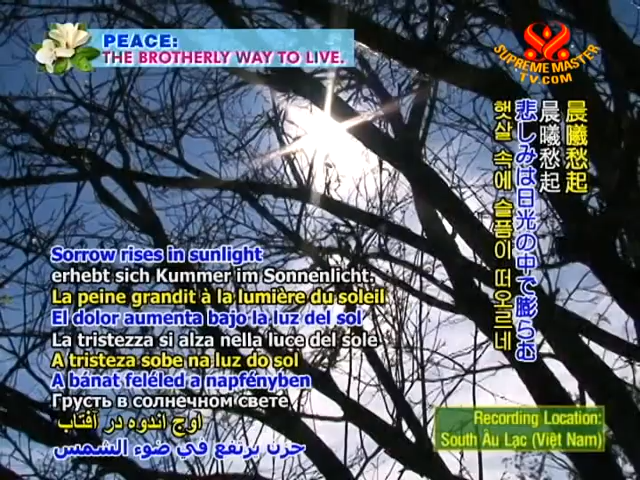 PEACE:
THE BROTHERLY WAY TO LIVE.
SUPREME MASTER
TV.COM
晨曦愁起
晨曦愁起
悲しみは日光の中で膨らむ
햇살 속에 슬픔이 떠오르네
Sorrow rises in sunlight
erhebt sich Kummer im Sonnenlicht.
La peine grandit à la lumière du soleil
El dolor aumenta bajo la luz del sol
La tristezza si alza nella luce del sole
A tristeza sobe na luz do sol
A bánat feléled a napfényben
Грусть в солнечном свете
اوج اندوه در آفتاب
حزن يرتفع في ضوء الشمس
Recording Location:
South Âu Lạc (Việt Nam)